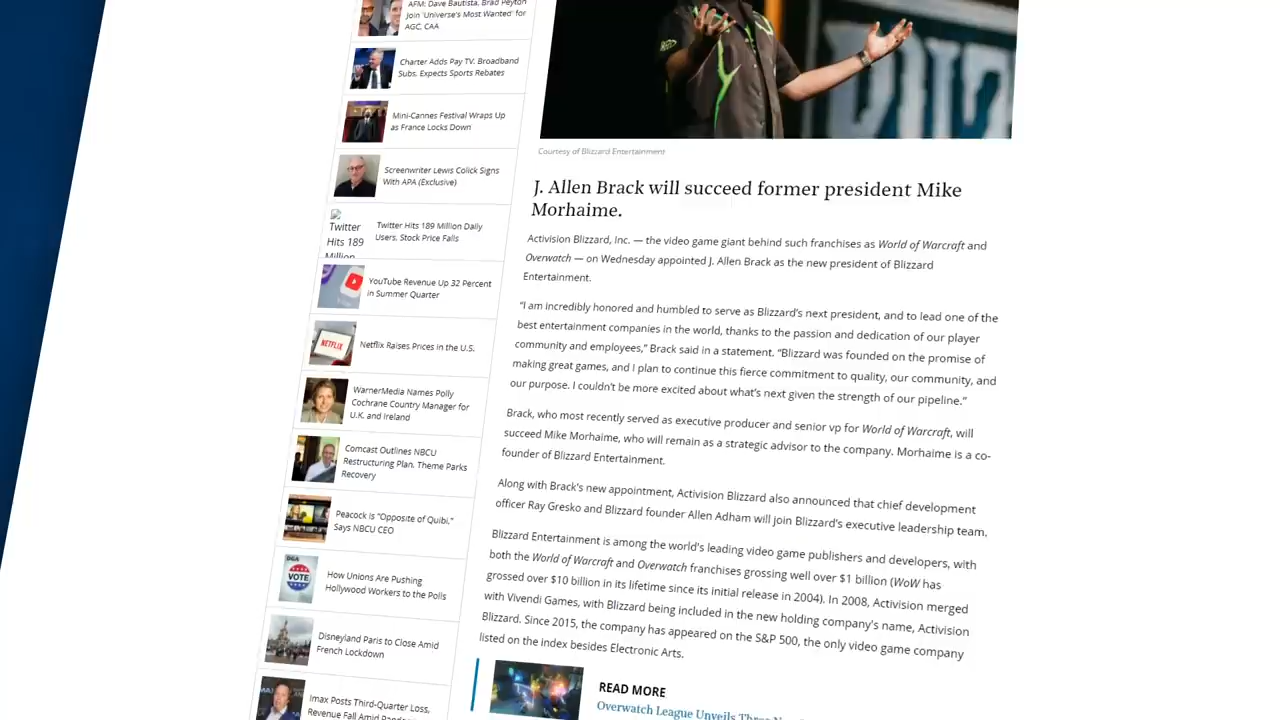 AFM: Dave Bautista, Brad Peyton
Join 'Universe's Most Wanted' for
AGC, CAA
Charter Adds Pay TV, Broadband
Subs, Expects Sports Rebates
Mini-Cannes Festival Wraps Up
as France Locks Down
Screenwriter Lewis Colick Signs
With APA (Exclusive)
Twitter
Hits 189
Million
Twitter Hits 189 Million Daily
Users, Stock Price Falls
YouTube Revenue Up 32 Percent
in Summer Quarter
NETFLIX
Netflix Raises Prices in the U.S.
WarnerMedia Names Polly
Cochrane Country Manager for
U.K. and Ireland
Comcast Outlines NBCU
Restructuring Plan, Theme Parks
Recovery
Peacock is "Opposite of Quibi,"
Says NBCU CEO
DGA
VOTE
How Unions Are Pushing
Hollywood Workers to the Polls
Disneyland Paris to Close Amid
French Lockdown
Imax Posts Third-Quarter Loss,
Revenue Fall Amid
Courtesy of Blizzard Entertainment
J. Allen Brack will succeed former president Mike
Morhaime.
Activision Blizzard, Inc. — the video game giant behind such franchises as World of Warcraft and
Overwatch — on Wednesday appointed J. Allen Brack as the new president of Blizzard
Entertainment.
"I am incredibly honored and humbled to serve as Blizzard's next president, and to lead one of the
best entertainment companies in the world, thanks to the passion and dedication of our player
community and employees," Brack said in a statement. "Blizzard was founded on the promise of
making great games, and I plan to continue this fierce commitment to quality, our community, and
our purpose. I couldn't be more excited about what's next given the strength of our pipeline."
Brack, who most recently served as executive producer and senior vp for World of Warcraft, will
succeed Mike Morhaime, who will remain as a strategic advisor to the company. Morhaime is a co-
founder of Blizzard Entertainment.
Along with Brack's new appointment, Activision Blizzard also announced that chief development
officer Ray Gresko and Blizzard founder Allen Adham will join Blizzard's executive leadership team.
Blizzard Entertainment is among the world's leading video game publishers and developers, with
both the World of Warcraft and Overwatch franchises grossing well over $1 billion (WoW has
grossed over $10 billion in its lifetime since its initial release in 2004). In 2008, Activision merged
with Vivendi Games, with Blizzard being included in the new holding company's name, Activision
Blizzard. Since 2015, the company has appeared on the S&P 500, the only video game company
listed on the index besides Electronic Arts.
READ MORE
Overwatch League Unveils Three